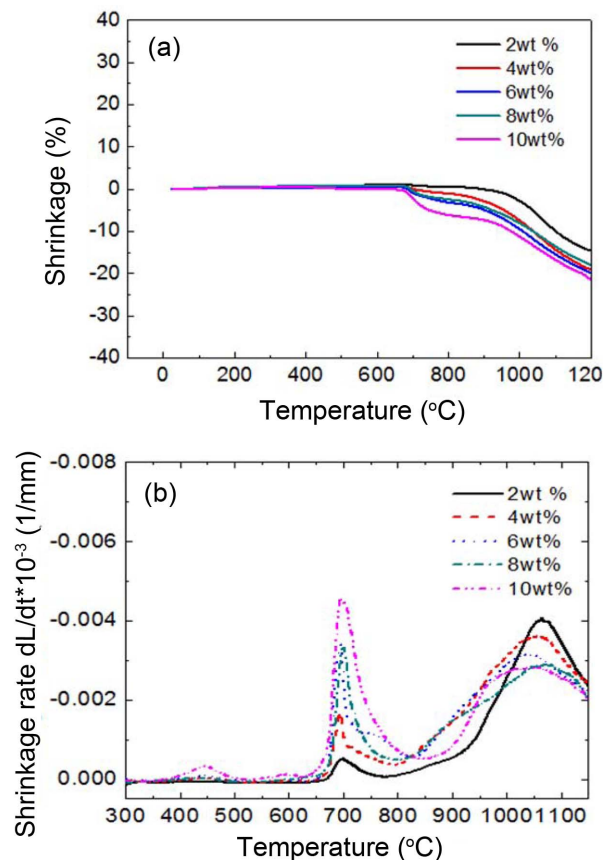 (a)
2wt %
4wt%
6wt%
8wt%
10wt%
40
30
20
10
0
-10
-20
-30
-40
Shrinkage (%)
0 200 400 600 800 1000 120
Temperature (°C)
(b)
2wt %
4wt%
6wt%
8wt%
10wt%
-0.008
-0.006
-0.004
-0.002
0.000
Shrinkage rate dL/dt*10⁻³ (1/mm)
300 400 500 600 700 800 900 10001100
Temperature (°C)